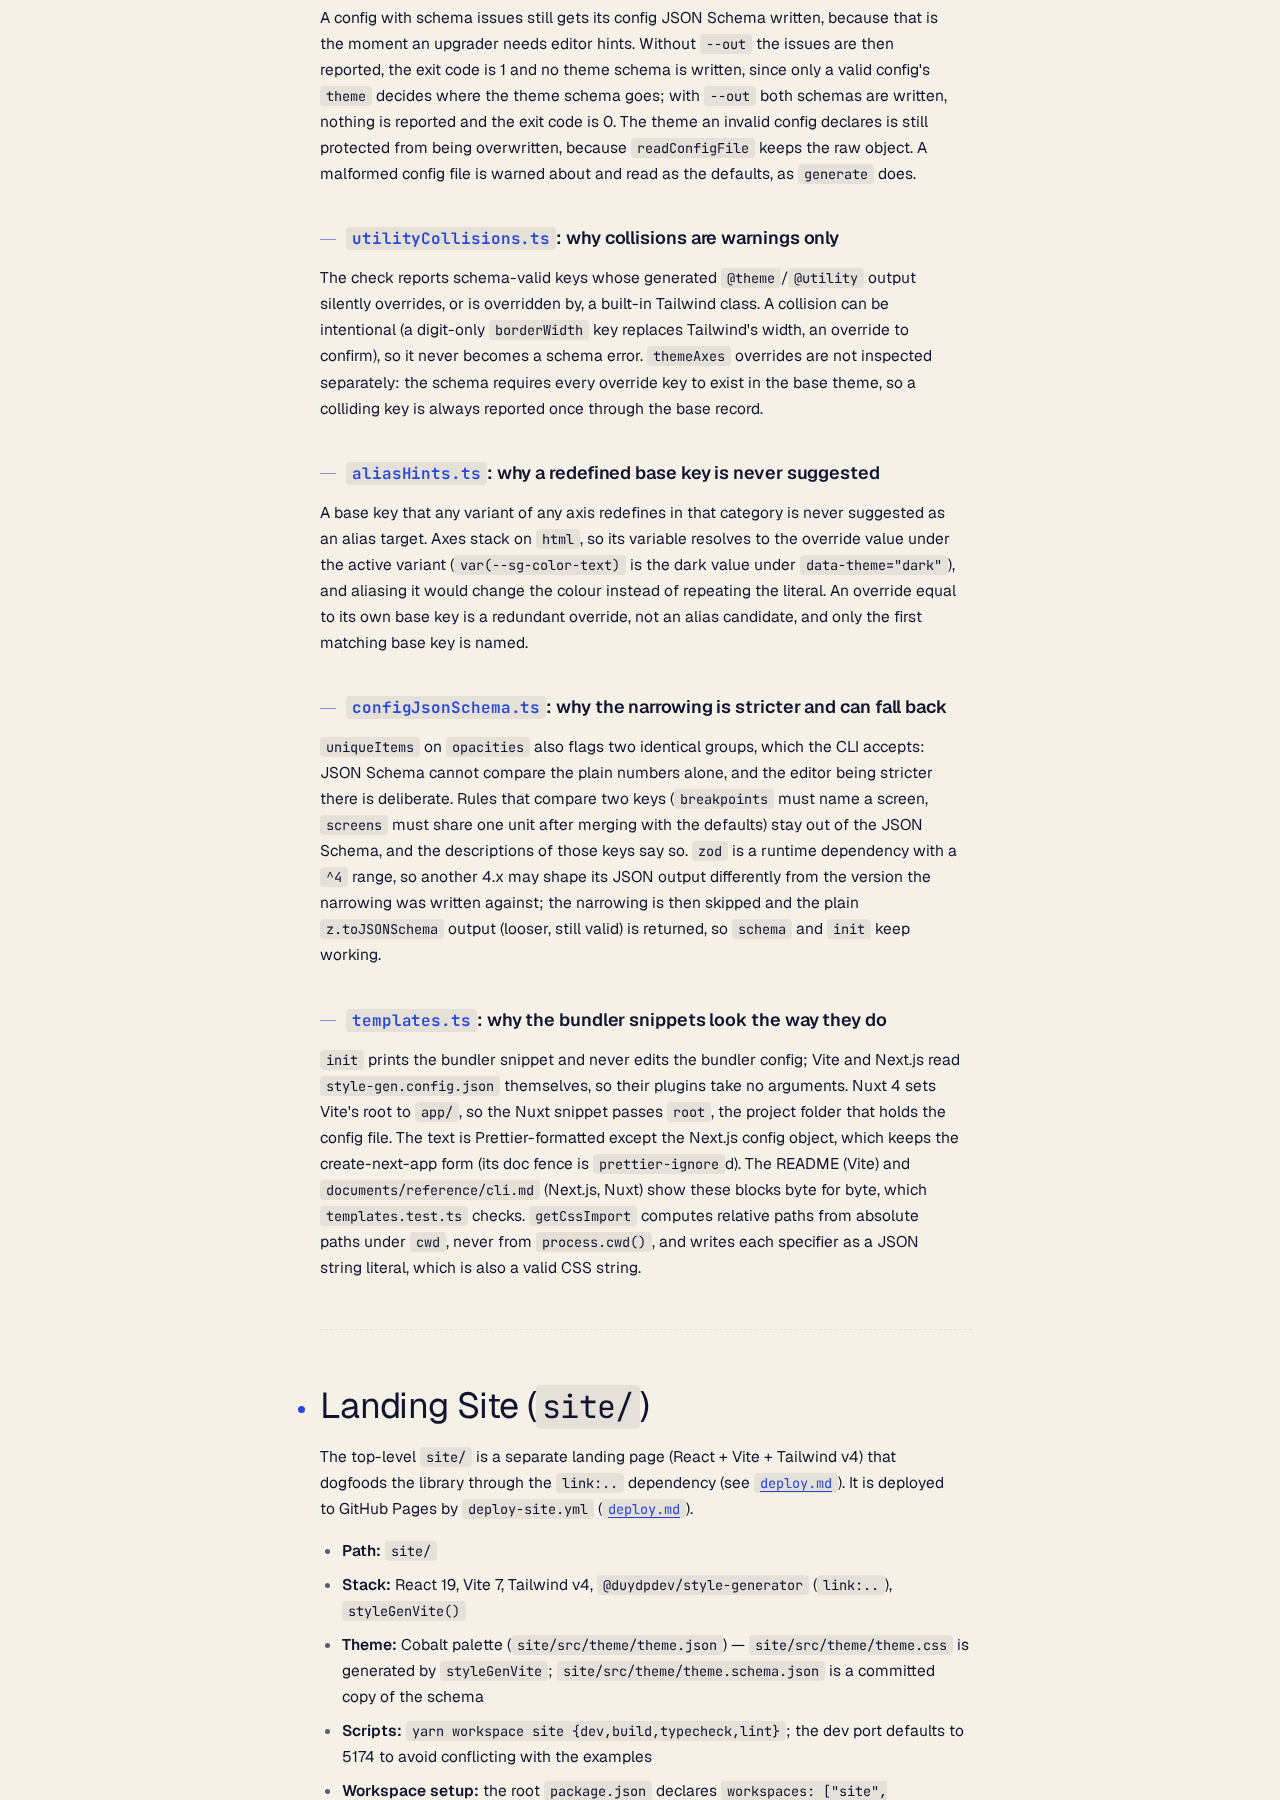 A config with schema issues still gets its config JSON Schema written, because that is
the moment an upgrader needs editor hints. Without --out the issues are then
reported, the exit code is 1 and no theme schema is written, since only a valid config's
theme decides where the theme schema goes; with --out both schemas are written,
nothing is reported and the exit code is 0. The theme an invalid config declares is still
protected from being overwritten, because readConfigFile keeps the raw object. A
malformed config file is warned about and read as the defaults, as generate does.
— utilityCollisions.ts: why collisions are warnings only
The check reports schema-valid keys whose generated @theme/@utility output
silently overrides, or is overridden by, a built-in Tailwind class. A collision can be
intentional (a digit-only borderWidth key replaces Tailwind's width, an override to
confirm), so it never becomes a schema error. themeAxes overrides are not inspected
separately: the schema requires every override key to exist in the base theme, so a
colliding key is always reported once through the base record.
— aliasHints.ts: why a redefined base key is never suggested
A base key that any variant of any axis redefines in that category is never suggested as
an alias target. Axes stack on html, so its variable resolves to the override value under
the active variant (var(--sg-color-text) is the dark value under data-theme="dark"),
and aliasing it would change the colour instead of repeating the literal. An override equal
to its own base key is a redundant override, not an alias candidate, and only the first
matching base key is named.
— configJsonSchema.ts: why the narrowing is stricter and can fall back
uniqueItems on opacities also flags two identical groups, which the CLI accepts:
JSON Schema cannot compare the plain numbers alone, and the editor being stricter
there is deliberate. Rules that compare two keys (breakpoints must name a screen,
screens must share one unit after merging with the defaults) stay out of the JSON
Schema, and the descriptions of those keys say so. zod is a runtime dependency with a
^4 range, so another 4.x may shape its JSON output differently from the version the
narrowing was written against; the narrowing is then skipped and the plain
z.toJSONSchema output (looser, still valid) is returned, so schema and init keep
working.
— templates.ts: why the bundler snippets look the way they do
init prints the bundler snippet and never edits the bundler config; Vite and Next.js read
style-gen.config.json themselves, so their plugins take no arguments. Nuxt 4 sets
Vite's root to app/, so the Nuxt snippet passes root, the project folder that holds the
config file. The text is Prettier-formatted except the Next.js config object, which keeps the
create-next-app form (its doc fence is prettier-ignored). The README (Vite) and
documents/reference/cli.md (Next.js, Nuxt) show these blocks byte for byte, which
templates.test.ts checks. getCssImport computes relative paths from absolute
paths under cwd, never from process.cwd(), and writes each specifier as a JSON
string literal, which is also a valid CSS string.
Landing Site (site/)
The top-level site/ is a separate landing page (React + Vite + Tailwind v4) that
dogfoods the library through the link:.. dependency (see deploy.md). It is deployed
to GitHub Pages by deploy-site.yml (deploy.md).
• Path: site/
• Stack: React 19, Vite 7, Tailwind v4, @duydpdev/style-generator (link:..),
styleGenVite()
• Theme: Cobalt palette (site/src/theme/theme.json) — site/src/theme/theme.css is
generated by styleGenVite; site/src/theme/theme.schema.json is a committed
copy of the schema
• Scripts: yarn workspace site {dev,build,typecheck,lint}; the dev port defaults to
5174 to avoid conflicting with the examples
• Workspace setup: the root package.json declares workspaces: ["site",